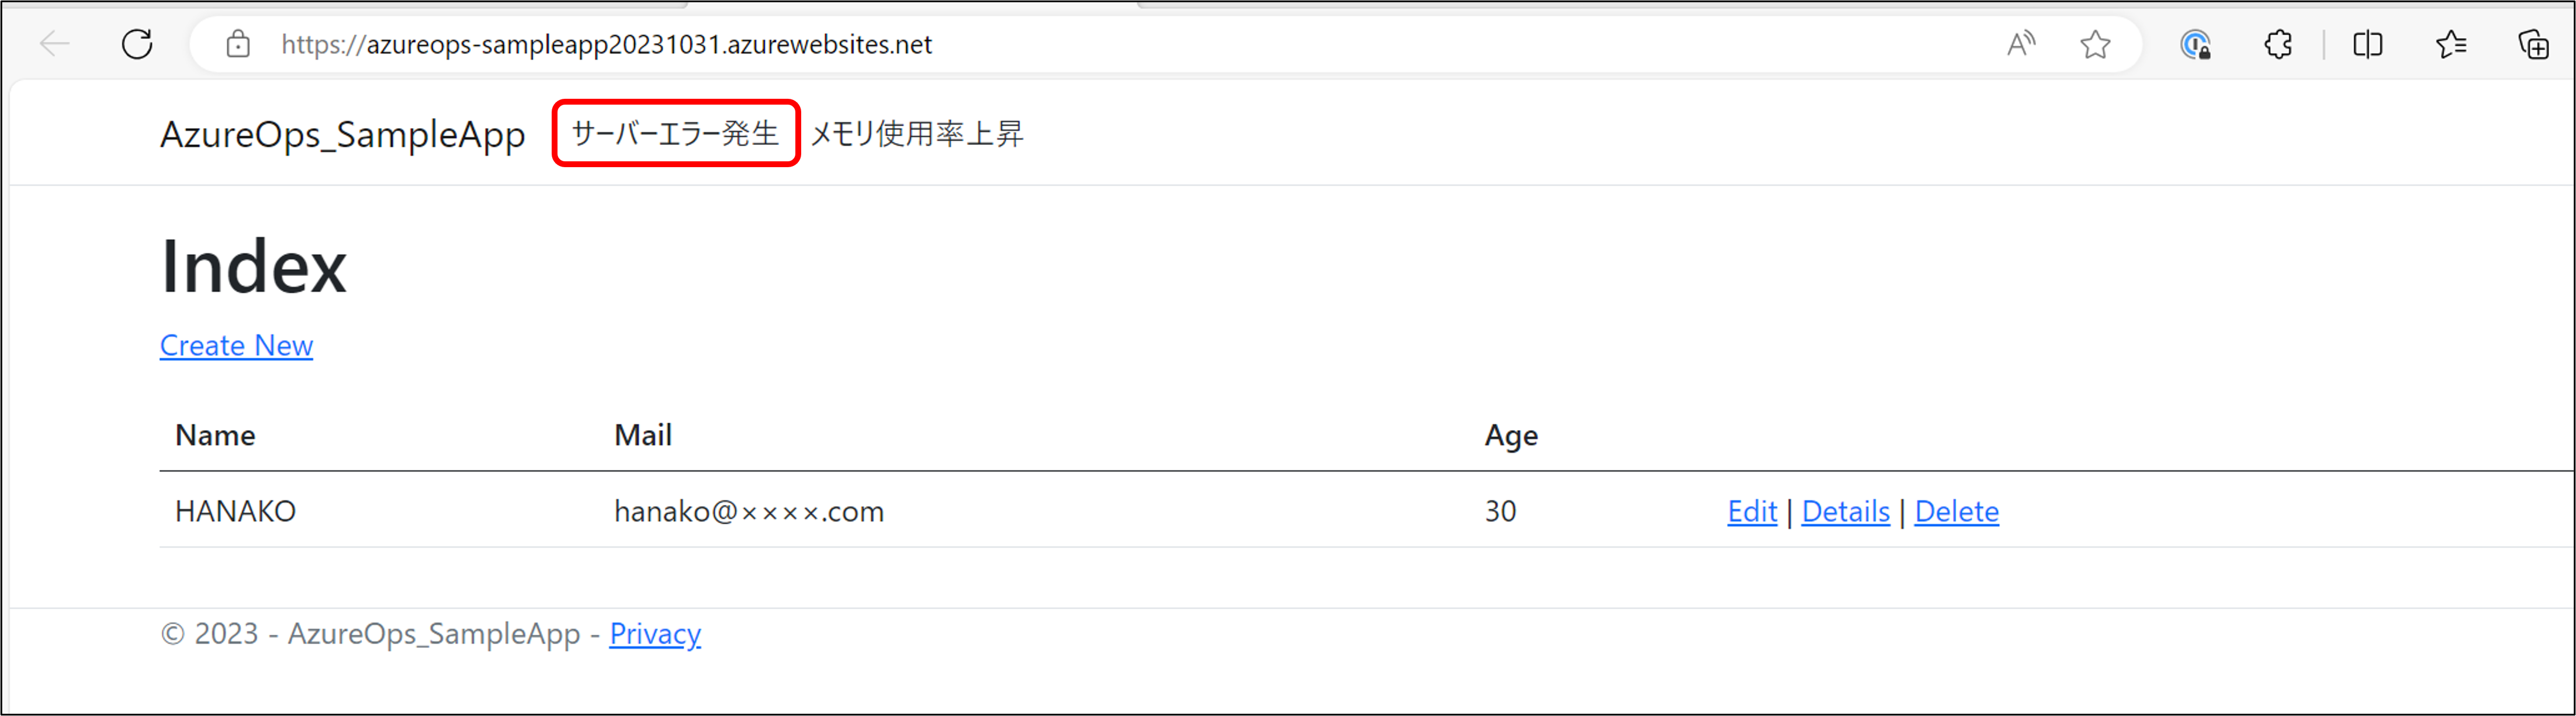 https://azureops-sampleapp20231031.azurewebsites.net
AzureOps_SampleApp サーバーエラー発生 メモリ使用率上昇
Index
Create New
Name Mail Age
HANAKO hanako@××××.com 30 Edit | Details | Delete
© 2023 - AzureOps_SampleApp - Privacy